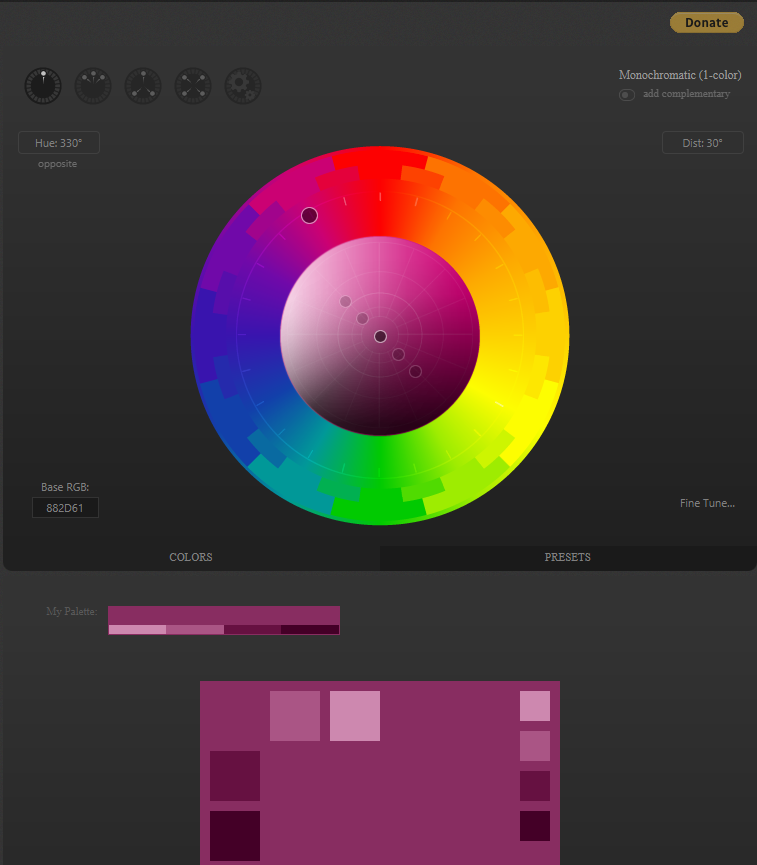 Donate
Monochromatic (1-color)
add complementary
Hue: 330°
Dist: 30°
opposite
Base RGB:
882D61
Fine Tune...
COLORS
PRESETS
My Palette: